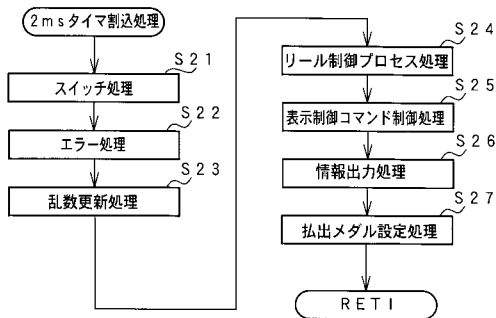 2msタイマ割込処理
S21
スイッチ処理
S22
エラー処理
S23
乱数更新処理
S24
リール制御プロセス処理
S25
表示制御コマンド制御処理
S26
情報出力処理
S27
払出メダル設定処理
RETI